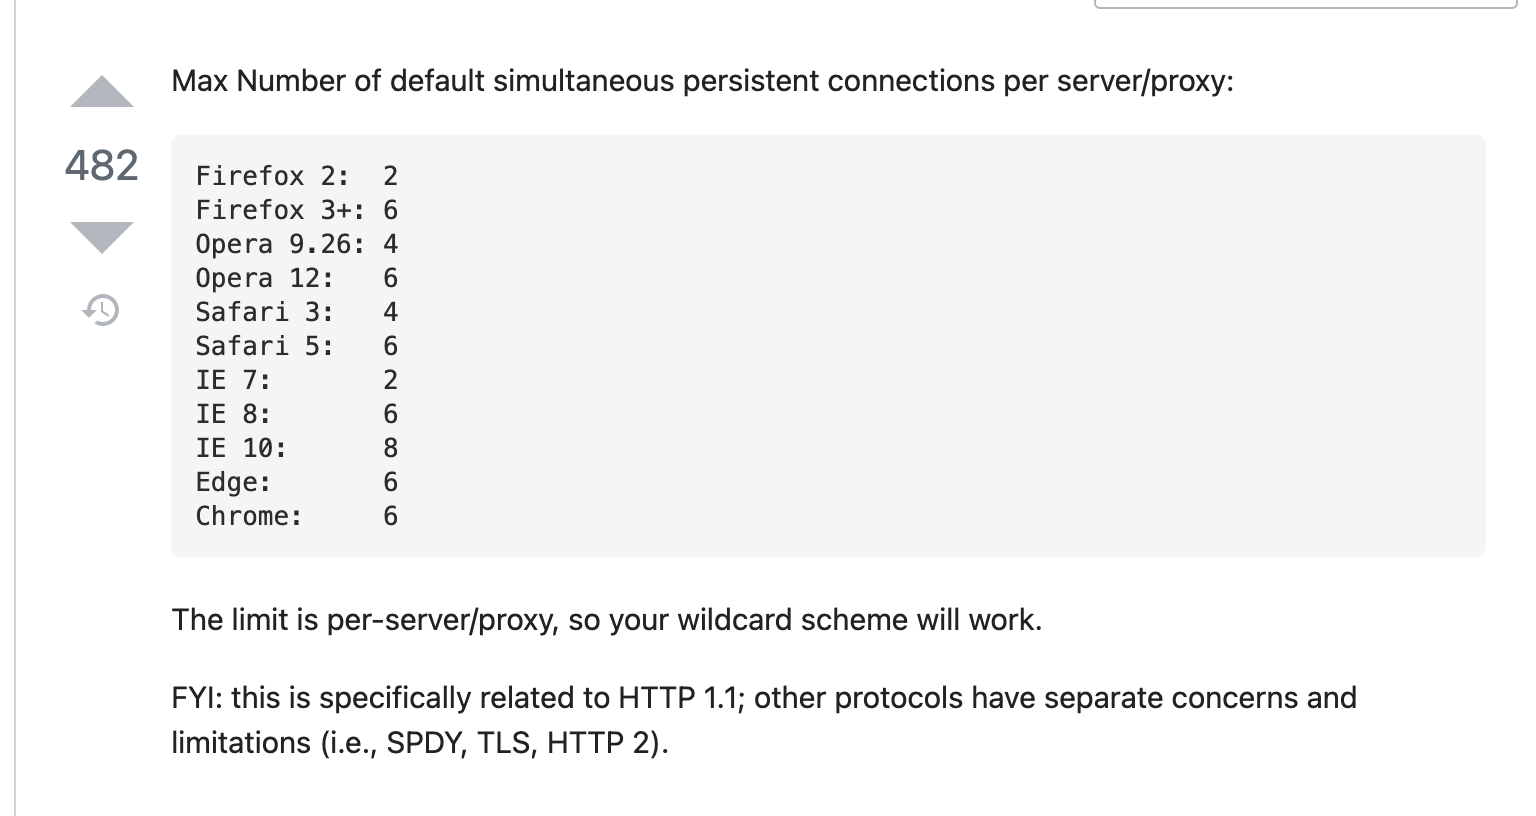 Max Number of default simultaneous persistent connections per server/proxy:
482
Firefox 2:  2
Firefox 3+: 6
Opera 9.26: 4
Opera 12:   6
Safari 3:   4
Safari 5:   6
IE 7:       2
IE 8:       6
IE 10:      8
Edge:       6
Chrome:     6
The limit is per-server/proxy, so your wildcard scheme will work.
FYI: this is specifically related to HTTP 1.1; other protocols have separate concerns and
limitations (i.e., SPDY, TLS, HTTP 2).